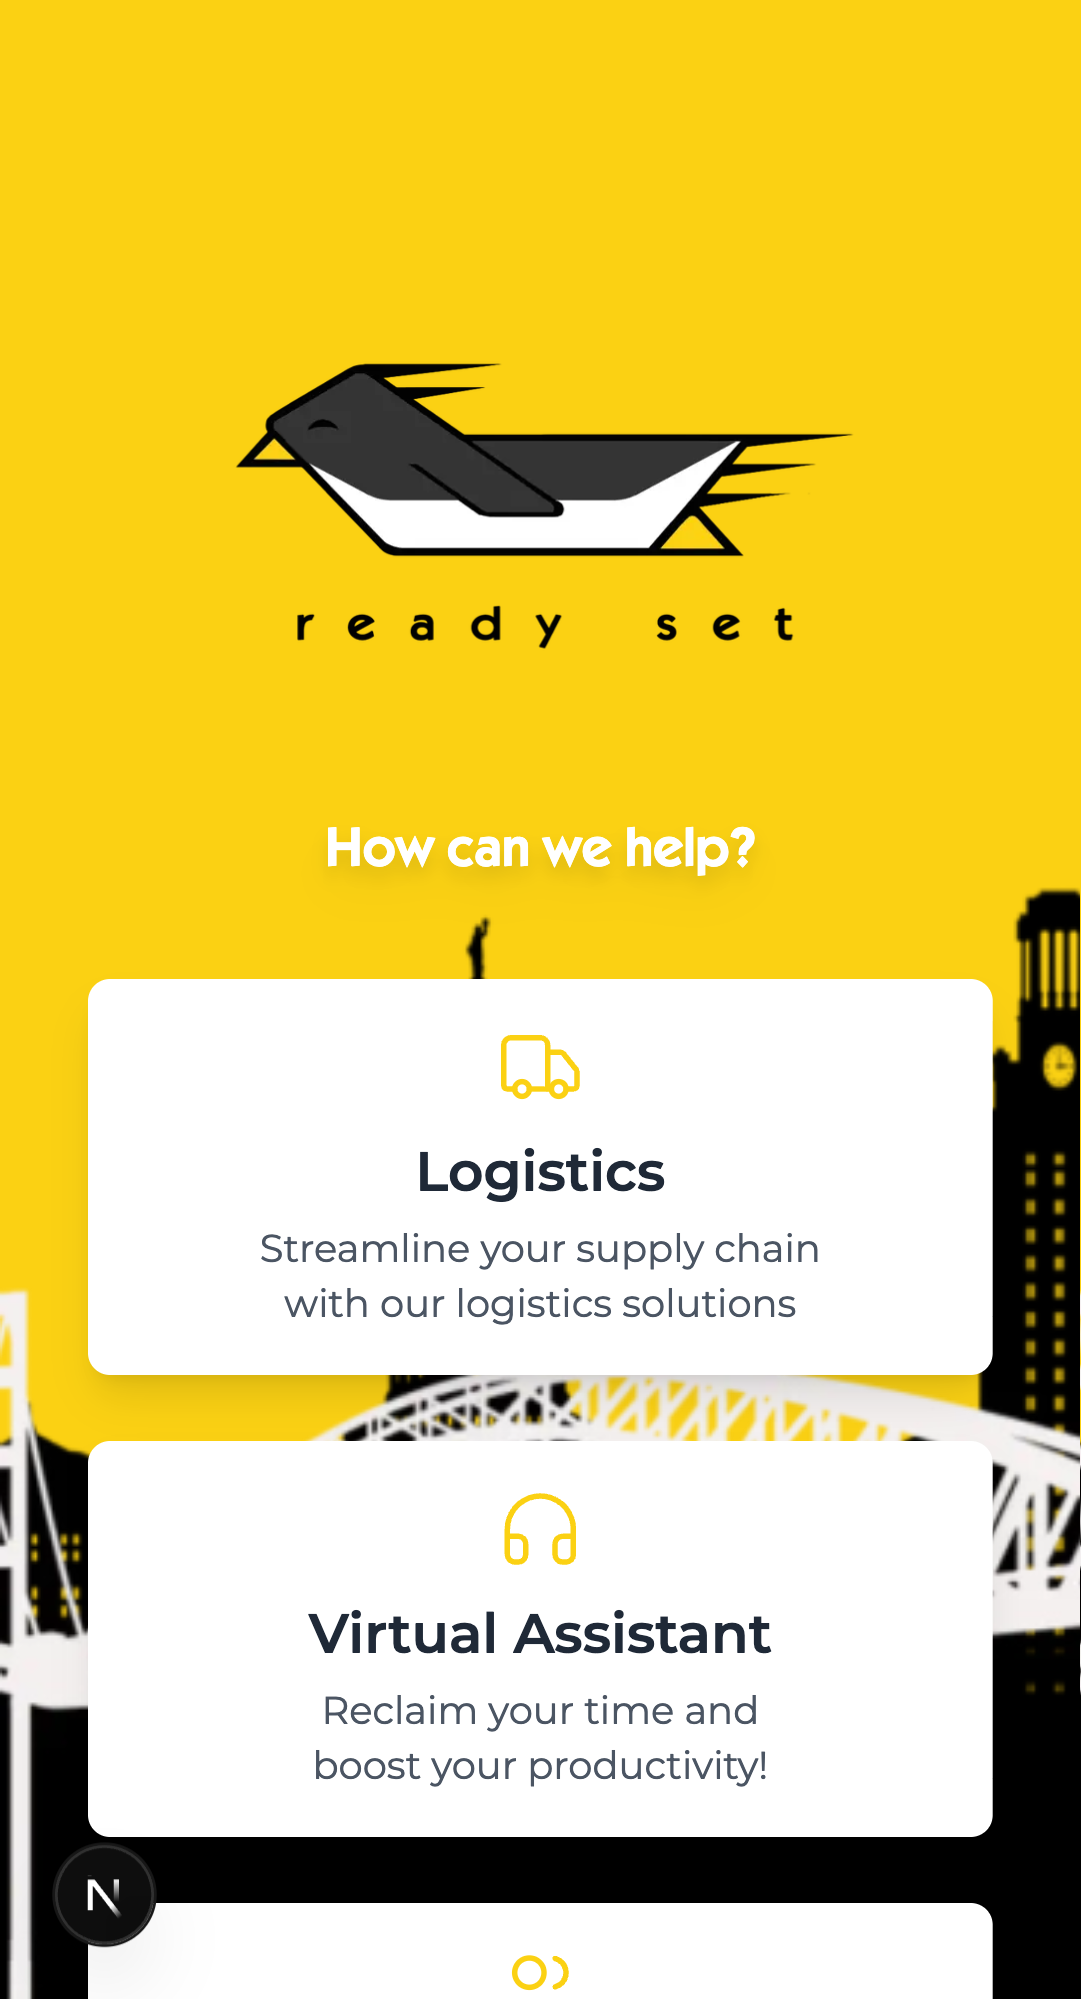 ready set
How can we help?
Logistics
Streamline your supply chain
with our logistics solutions
Virtual Assistant
Reclaim your time and
boost your productivity!
N